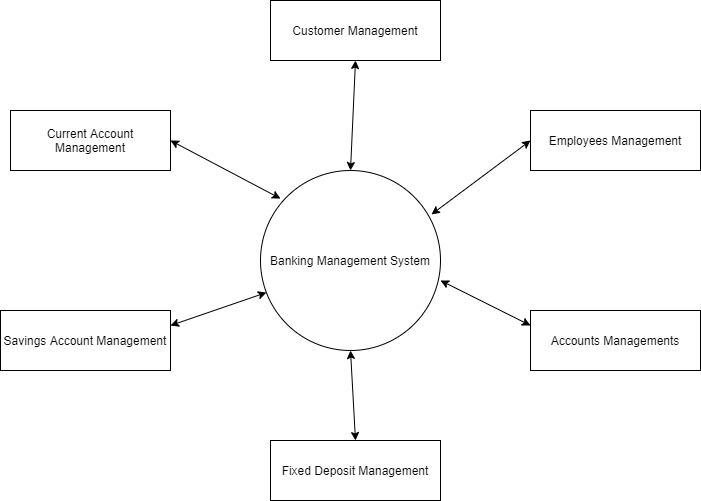 Customer Management
Current Account
Management
Employees Management
Banking Management System
Savings Account Management
Accounts Managements
Fixed Deposit Management